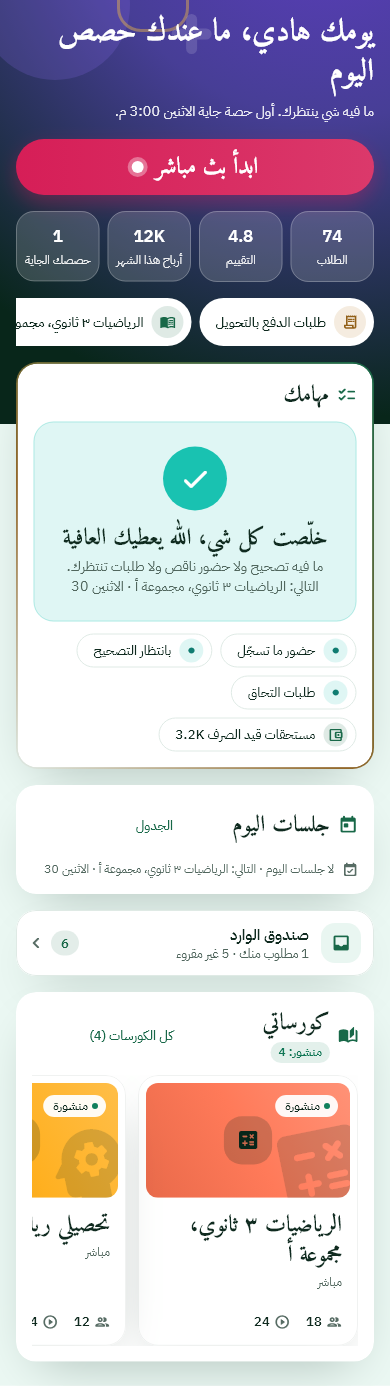 يومك هادي، ما عندك حصص
اليوم
ما فيه شي ينتظرك. أول حصة جاية الاثنين 3:00 م.
ابدأ بث مباشر
74
الطلاب
4.8
التقييم
12K
أرباح هذا الشهر
1
حصصك الجاية
طلبات الدفع بالتحويل
الرياضيات ٣ ثانوي، مجمو
مهامك
خلّصت كل شي، الله يعطيك العافية
ما فيه تصحيح ولا حضور ناقص ولا طلبات تنتظرك.
التالي: الرياضيات ٣ ثانوي، مجموعة أ · الاثنين 30
حضور ما تسجّل
بانتظار التصحيح
طلبات التحاق
مستحقات قيد الصرف 3.2K
جلسات اليوم
الجدول
لا جلسات اليوم · التالي: الرياضيات ٣ ثانوي، مجموعة أ · الاثنين 30
صندوق الوارد
1 مطلوب منك · 5 غير مقروء
6
كورساتي
منشور: 4
كل الكورسات (4)
منشورة
الرياضيات ٣ ثانوي،
مجموعة أ
مباشر
18
24
منشورة
تحصيلي ريا
مباشر
12
4